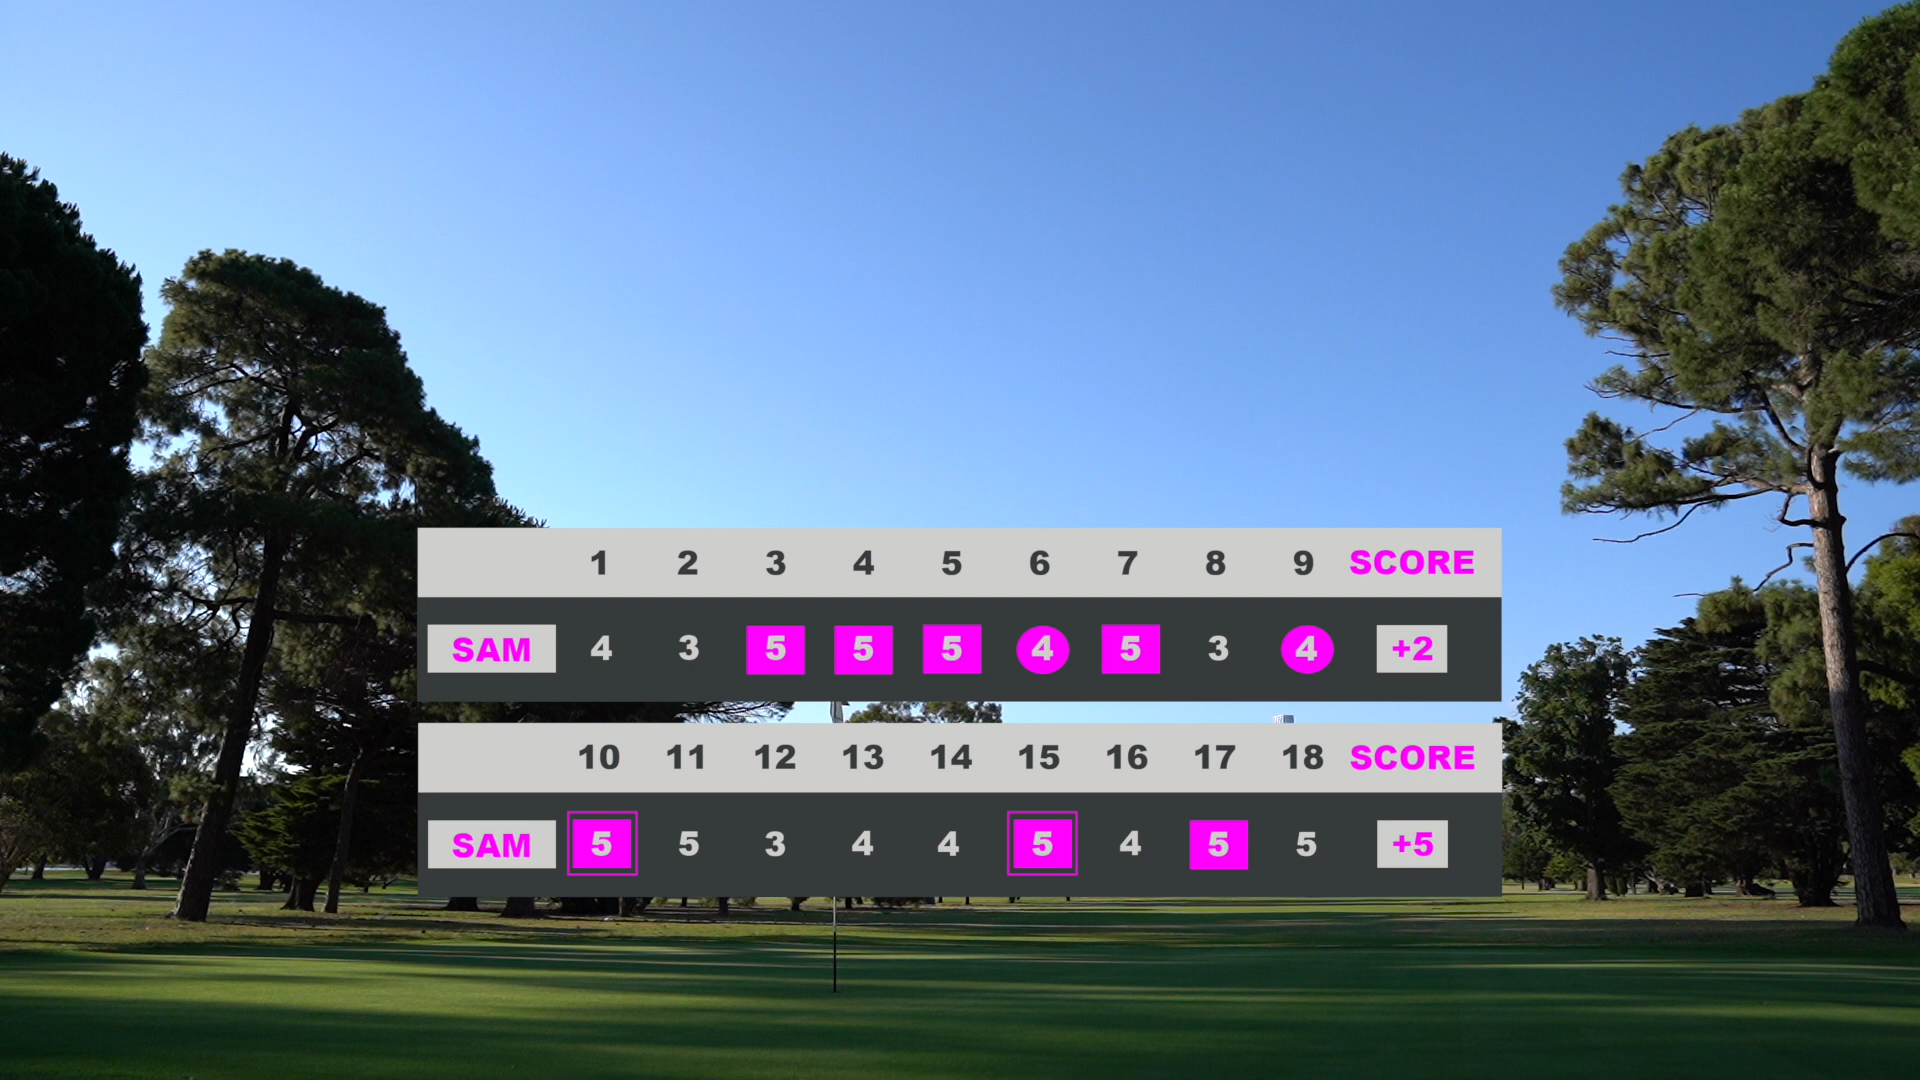 1 2 3 4 5 6 7 8 9 SCORE
SAM 4 3 5 5 5 4 5 3 4 +2
10 11 12 13 14 15 16 17 18 SCORE
SAM 5 5 3 4 4 5 4 5 5 +5